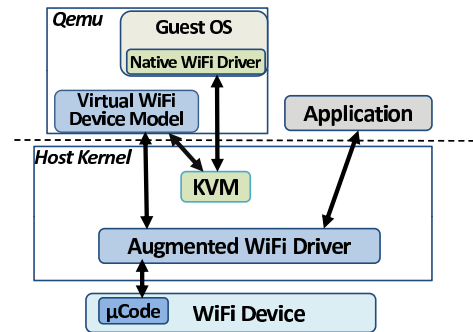 Qemu
Guest OS
Native WiFi Driver
Virtual WiFi
Device Model
Application
Host Kernel
KVM
Augmented WiFi Driver
μCode
WiFi Device